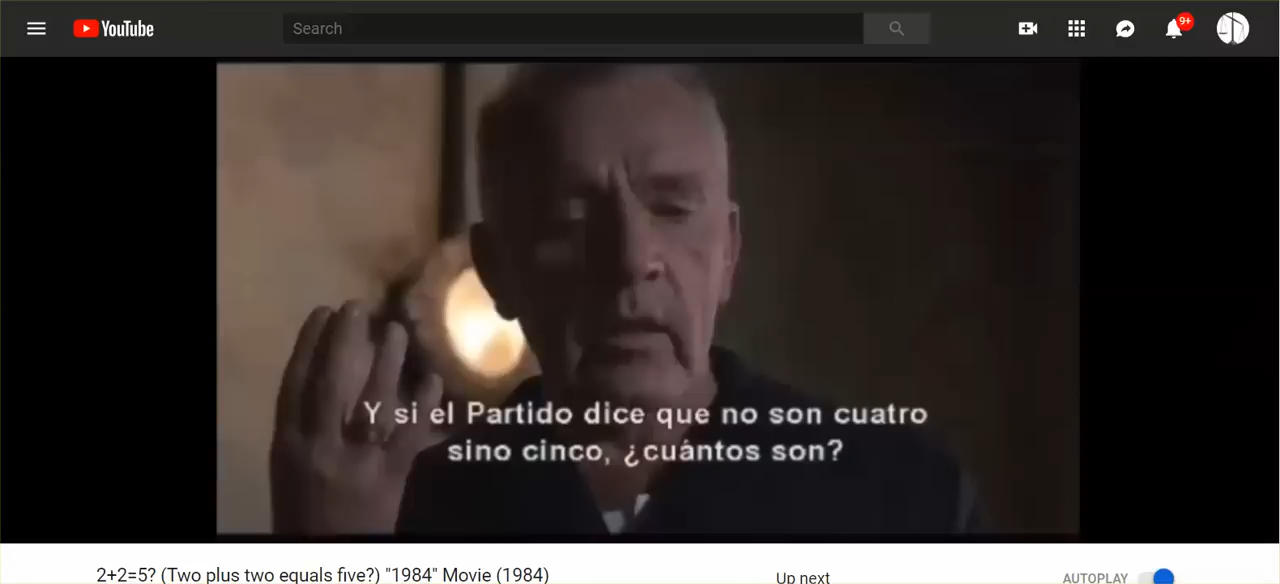 YouTube
Search
9+
Y si el Partido dice que no son cuatro
sino cinco, ¿cuántos son?
2+2=5? (Two plus two equals five?) "1984" Movie (1984)
Up next
AUTOPLAY